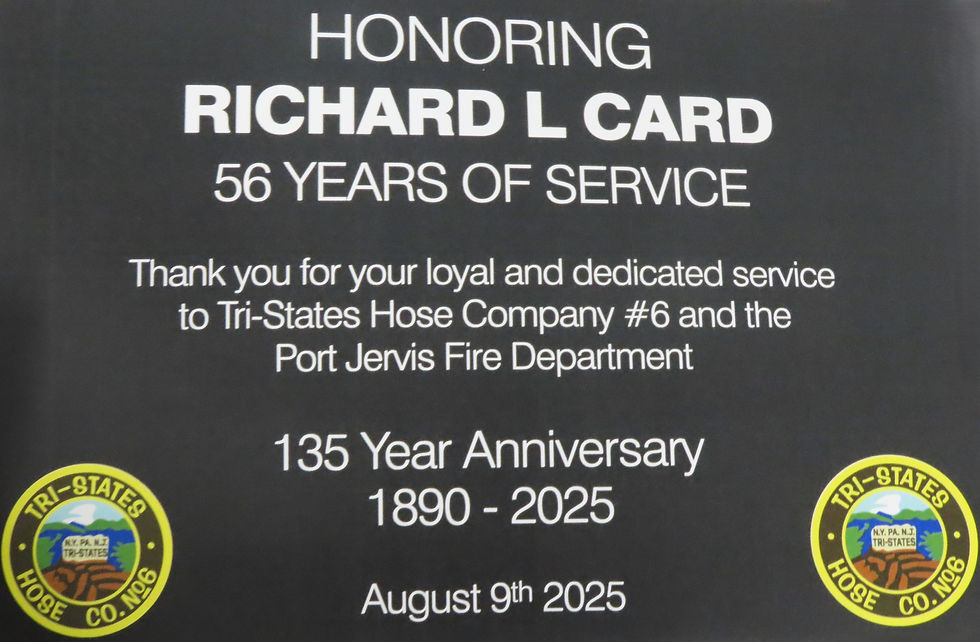 HONORING
RICHARD L CARD
56 YEARS OF SERVICE
Thank you for your loyal and dedicated service
to Tri-States Hose Company #6 and the
Port Jervis Fire Department
135 Year Anniversary
1890 - 2025
August 9th 2025
TRI-STATES
N.Y. PA. N.J.
TRI-STATES
HOSE CO. No6
TRI-STATES
N.Y. PA. N.J.
TRI-STATES
HOSE CO. No6